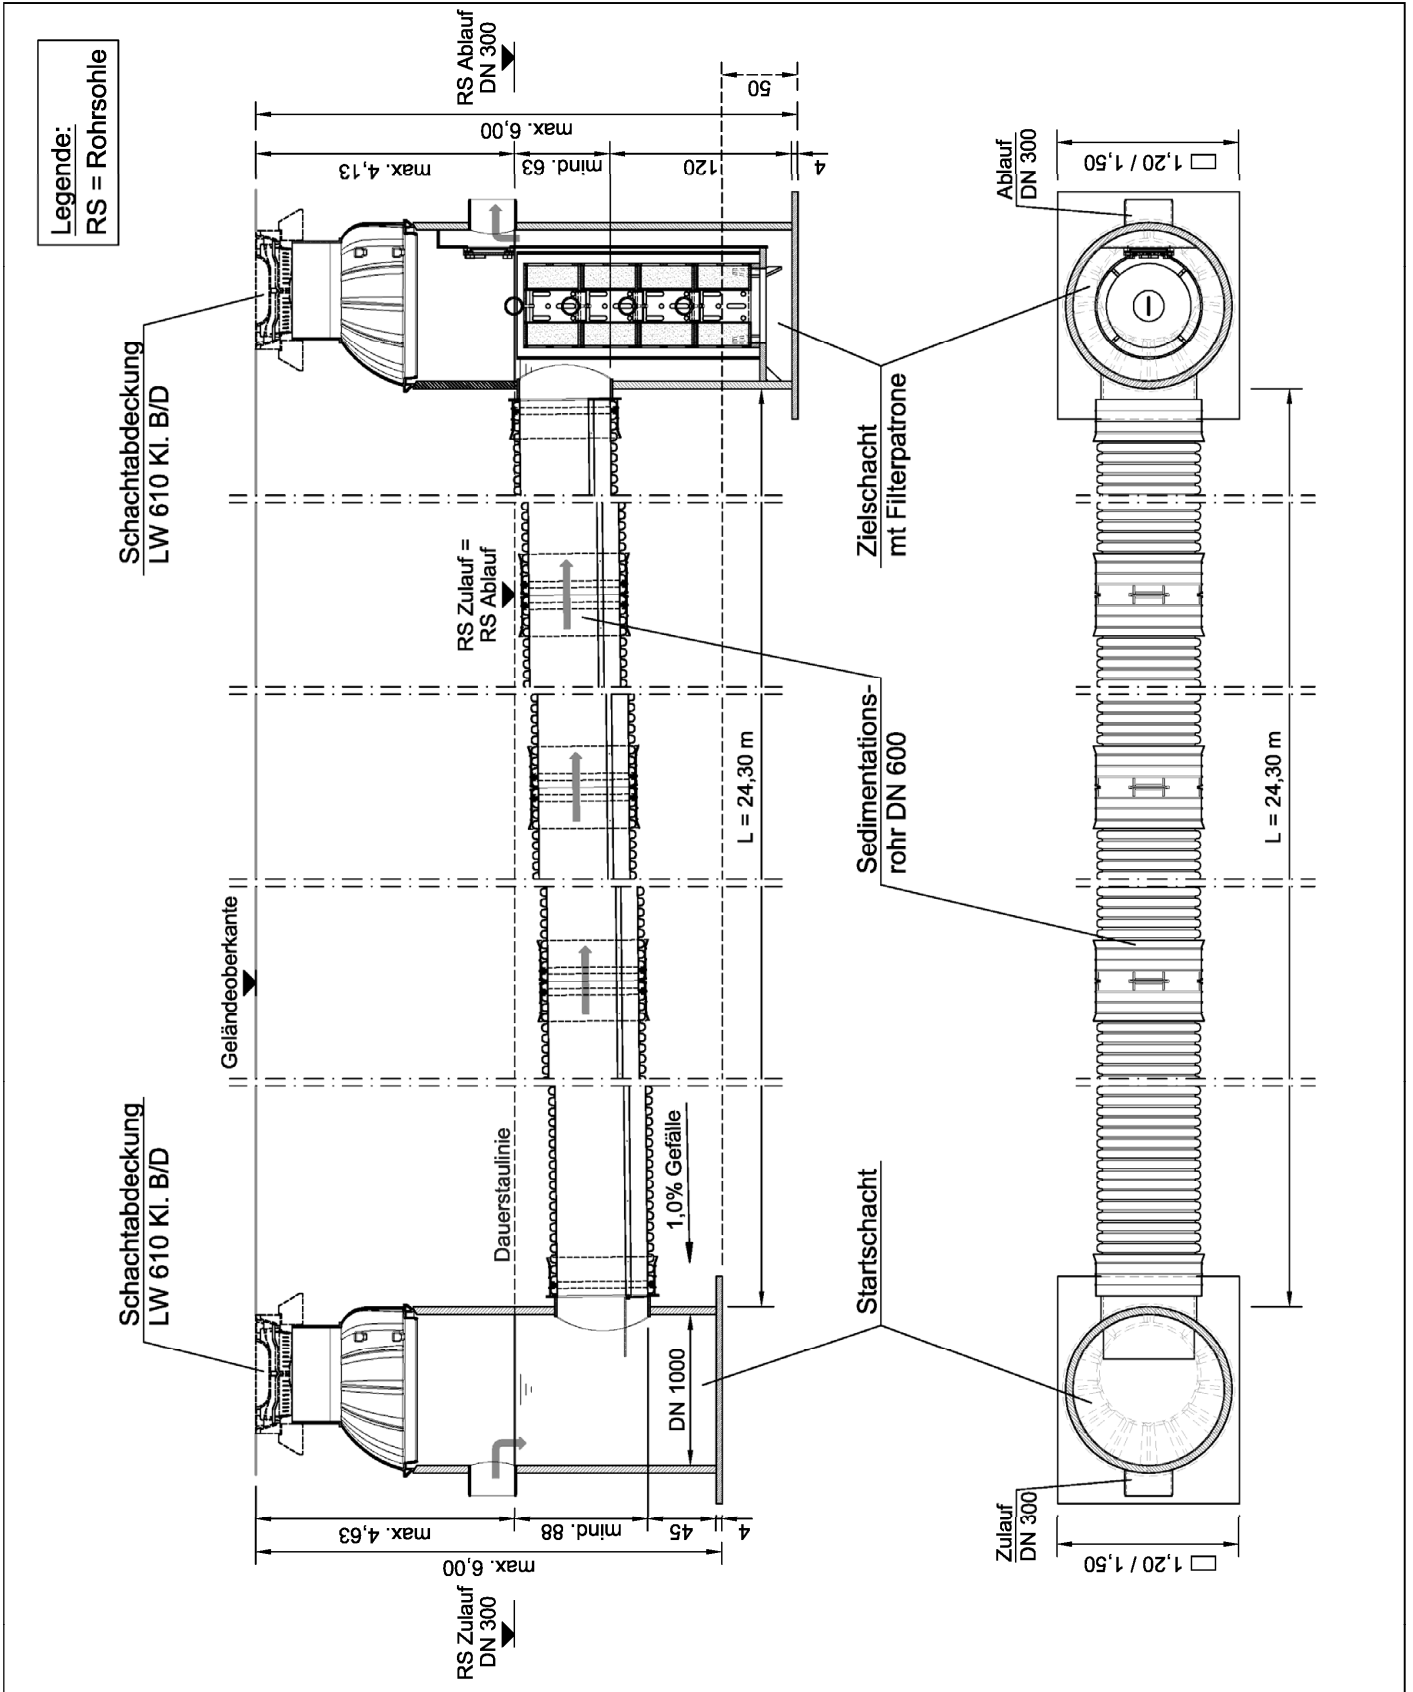 Legende:
RS = Rohrsohle
Schachtabdeckung
LW 610 Kl. B/D
Geländeoberkante
Schachtabdeckung
LW 610 Kl. B/D
RS Zulauf
DN 300
max. 6,00
max. 4,63
mind. 88
45
4
DN 1000
Dauerstaulinie
1,0% Gefälle
RS Zulauf =
RS Ablauf
L = 24,30 m
RS Ablauf
DN 300
max. 6,00
max. 4,13
mind. 63
120
4
50
Startschacht
Sedimentations-
rohr DN 600
Zielschacht
mt Filterpatrone
Zulauf
DN 300
1,20 / 1,50
L = 24,30 m
Ablauf
DN 300
1,20 / 1,50